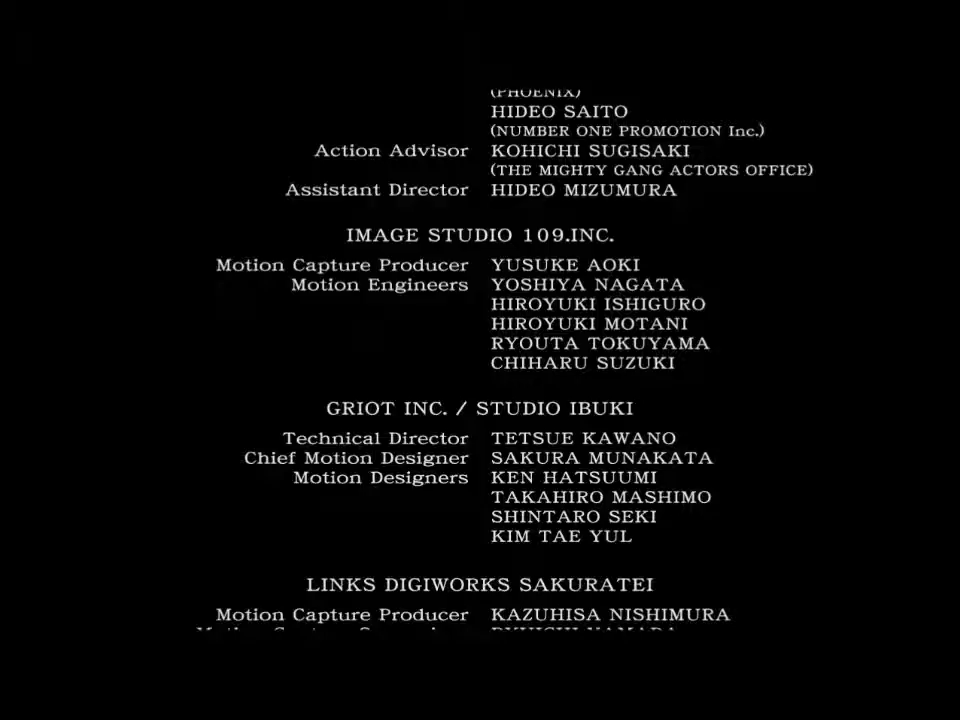 (PHOENIX)
HIDEO SAITO
(NUMBER ONE PROMOTION Inc.)
Action Advisor KOHICHI SUGISAKI
(THE MIGHTY GANG ACTORS OFFICE)
Assistant Director HIDEO MIZUMURA
IMAGE STUDIO 109.INC.
Motion Capture Producer YUSUKE AOKI
Motion Engineers YOSHIYA NAGATA
HIROYUKI ISHIGURO
HIROYUKI MOTANI
RYOUTA TOKUYAMA
CHIHARU SUZUKI
GRIOT INC. / STUDIO IBUKI
Technical Director TETSUE KAWANO
Chief Motion Designer SAKURA MUNAKATA
Motion Designers KEN HATSUUMI
TAKAHIRO MASHIMO
SHINTARO SEKI
KIM TAE YUL
LINKS DIGIWORKS SAKURATEI
Motion Capture Producer KAZUHISA NISHIMURA